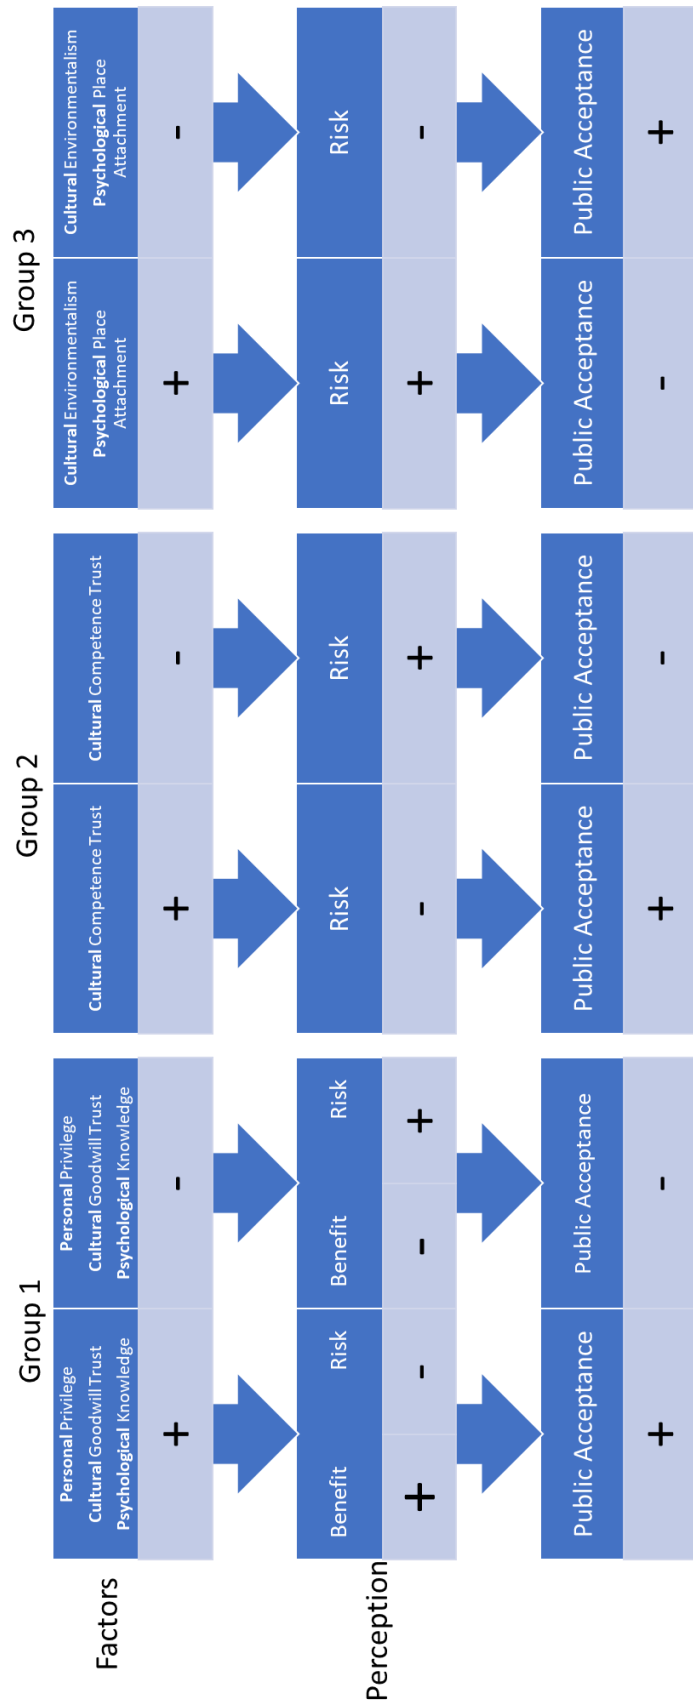 Group 1
Group 2
Group 3
Factors
Personal Privilege
Cultural Goodwill Trust
Psychological Knowledge
+
Personal Privilege
Cultural Goodwill Trust
Psychological Knowledge
-
Cultural Competence Trust
+
Cultural Competence Trust
-
Cultural Environmentalism
Psychological Place
Attachment
+
Cultural Environmentalism
Psychological Place
Attachment
-
Perception
Benefit
+
Risk
-
Benefit
-
Risk
+
Risk
-
Risk
+
Risk
+
Risk
-
Public Acceptance
+
Public Acceptance
-
Public Acceptance
+
Public Acceptance
-
Public Acceptance
-
Public Acceptance
+